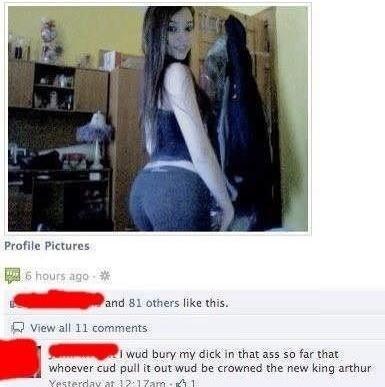 Profile Pictures
6 hours ago ·
and 81 others like this.
View all 11 comments
I wud bury my dick in that ass so far that
whoever cud pull it out wud be crowned the new king arthur
Yesterday at 12:17am · 1